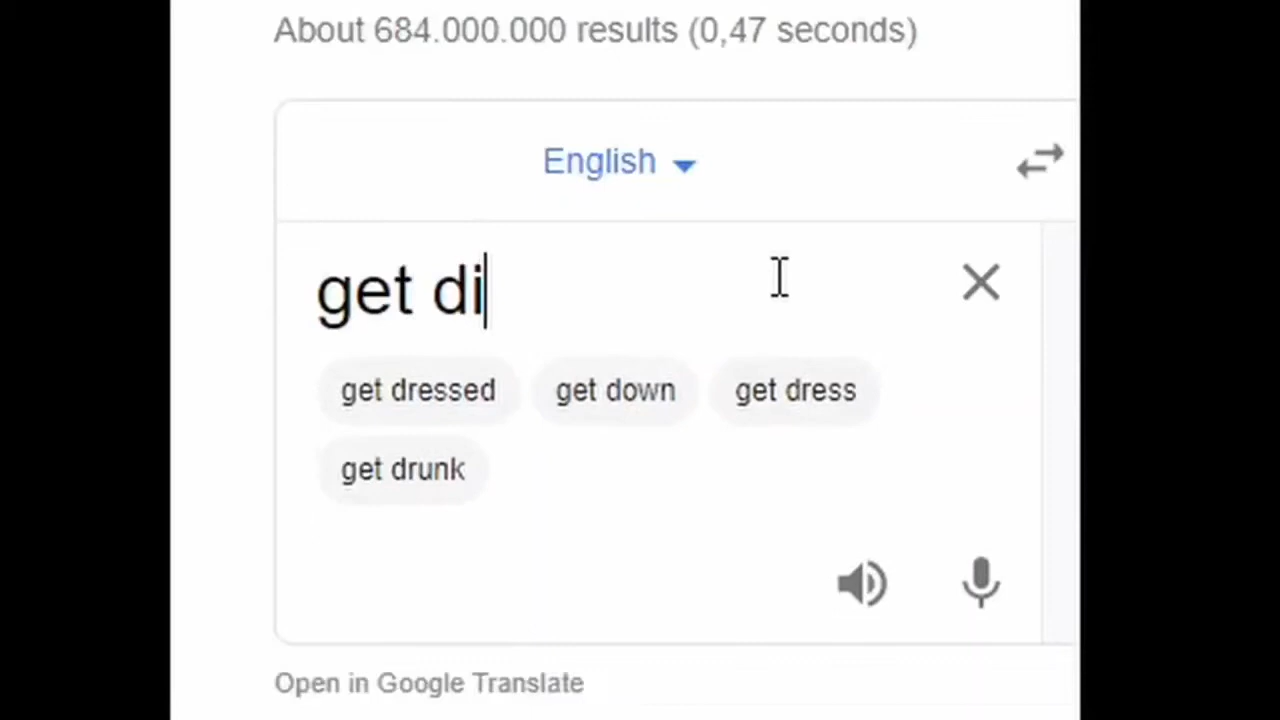 About 684.000.000 results (0,47 seconds)
English
get di
get dressed get down get dress
get drunk
Open in Google Translate